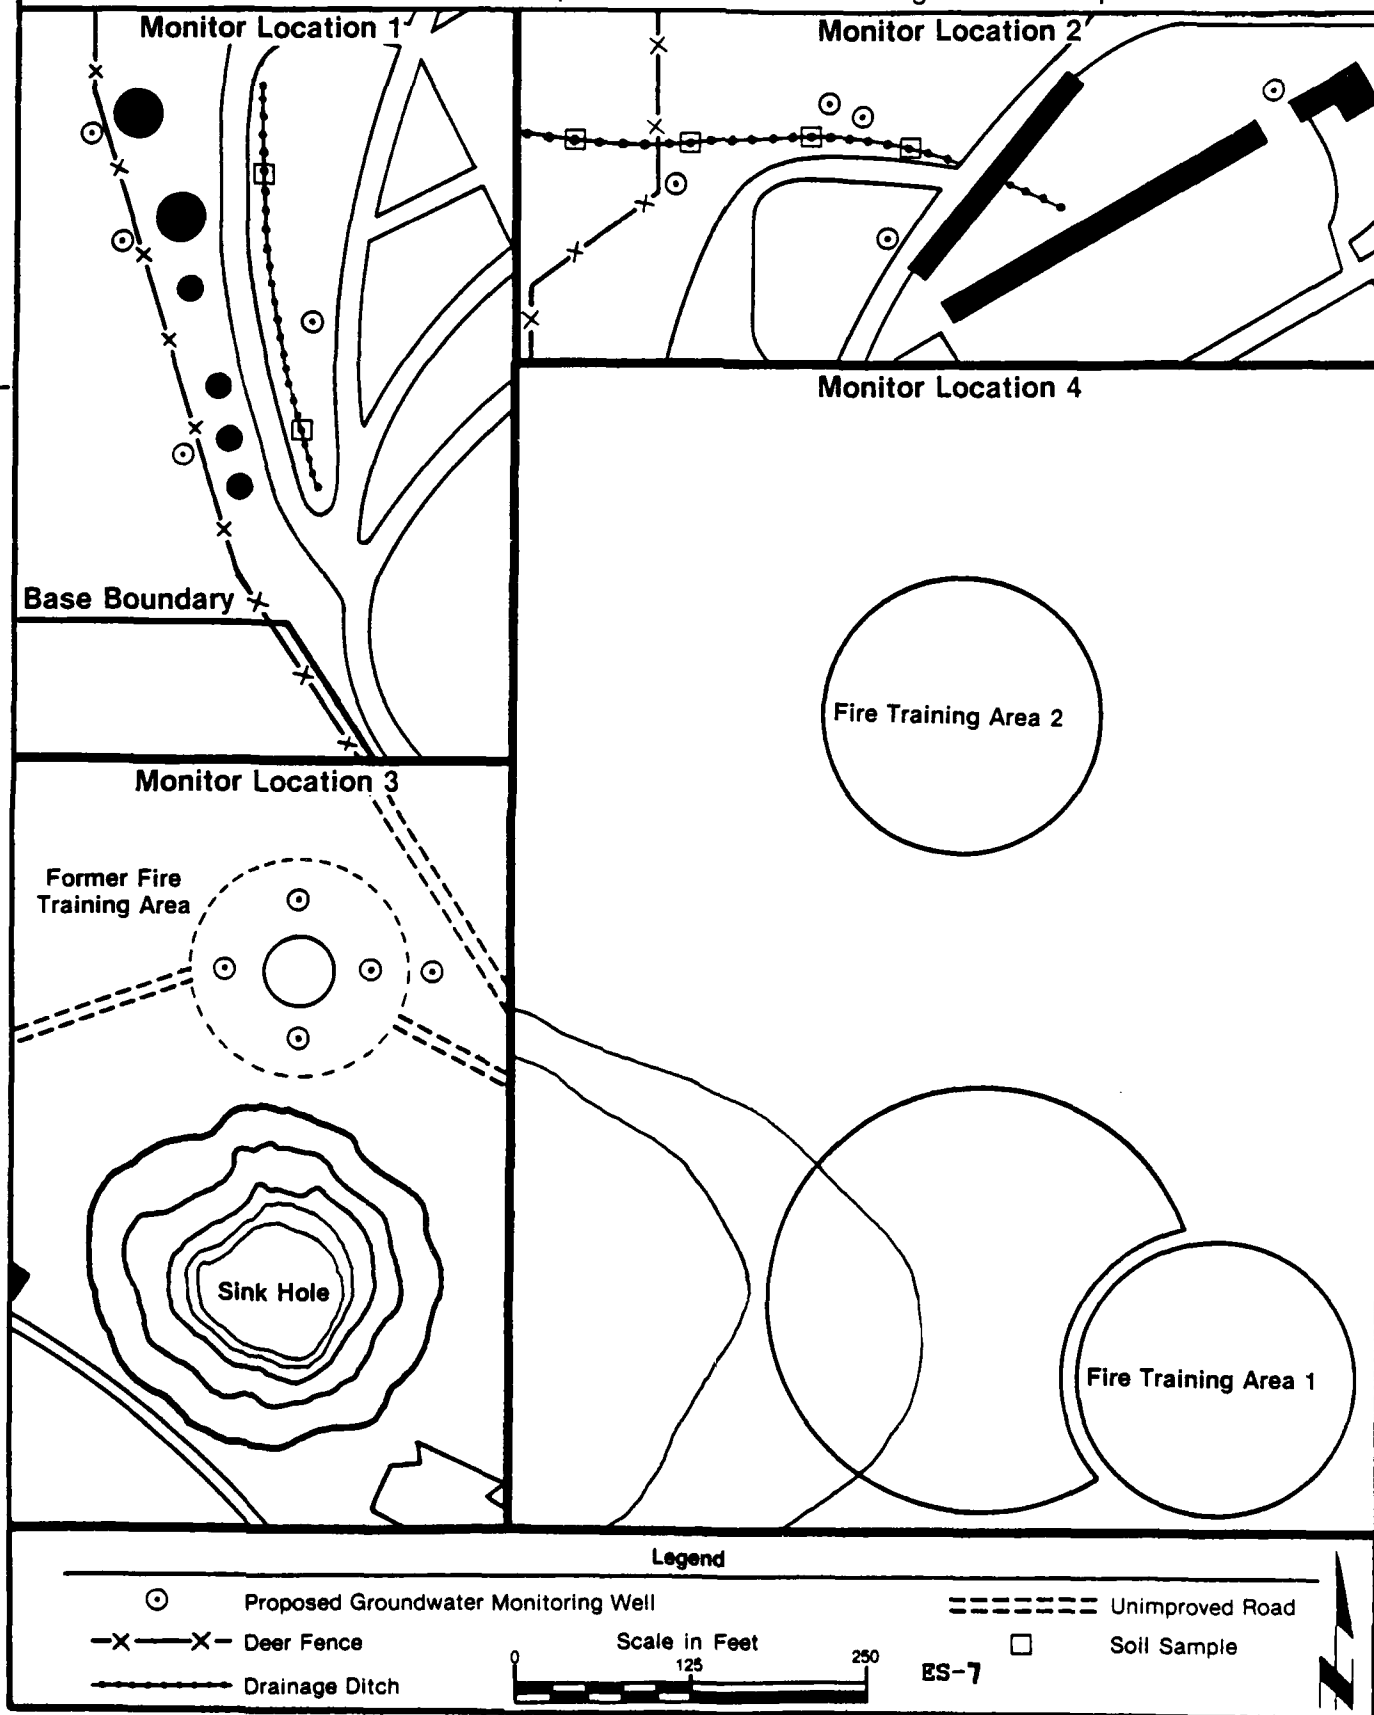 Monitor Location 1
Monitor Location 2
Base Boundary
Monitor Location 3
Former Fire
Training Area
Sink Hole
Monitor Location 4
Fire Training Area 2
Fire Training Area 1
Legend
Proposed Groundwater Monitoring Well
Deer Fence
Drainage Ditch
Scale in Feet
0 125 250
ES-7
Unimproved Road
Soil Sample